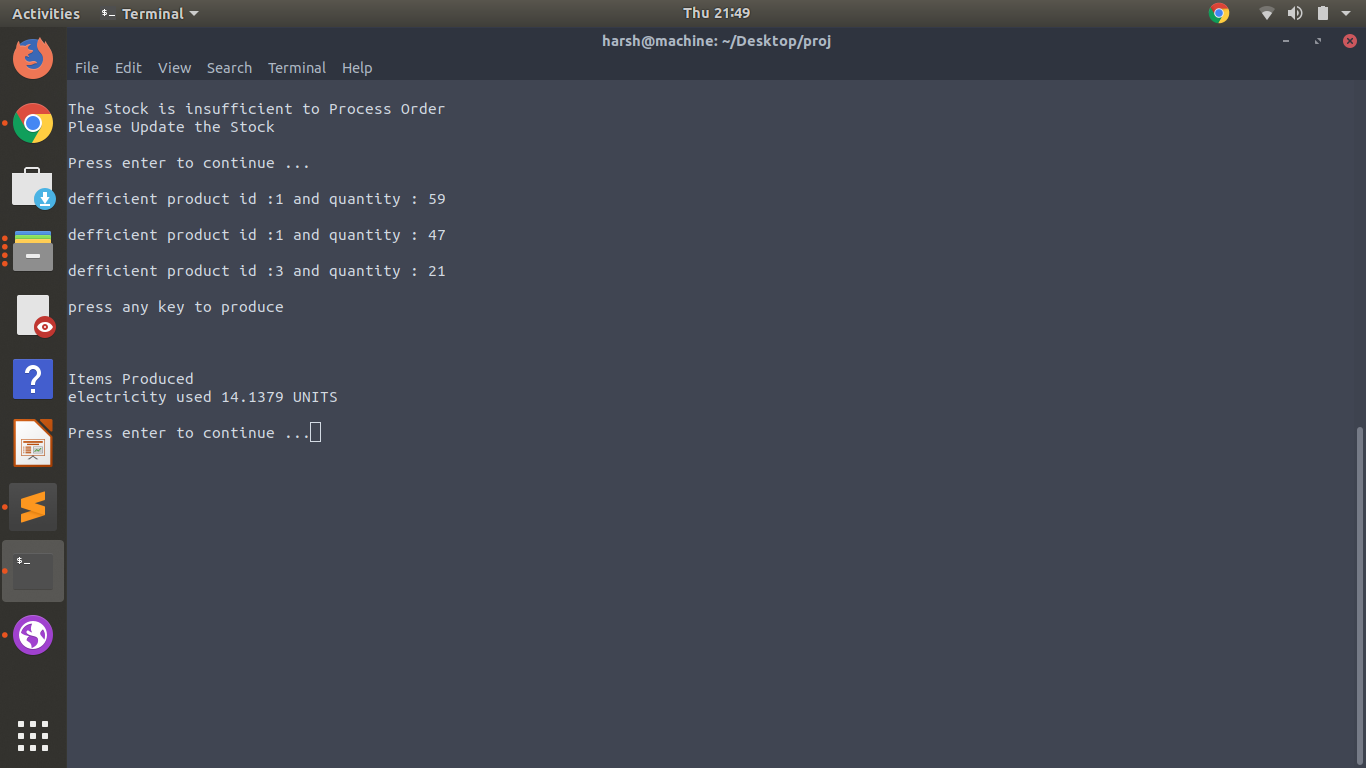 Activities
$_ Terminal
Thu 21:49
harsh@machine: ~/Desktop/proj
File Edit View Search Terminal Help
The Stock is insufficient to Process Order
Please Update the Stock
Press enter to continue ...
defficient product id :1 and quantity : 59
defficient product id :1 and quantity : 47
defficient product id :3 and quantity : 21
press any key to produce
Items Produced
electricity used 14.1379 UNITS
Press enter to continue ...
?
$_